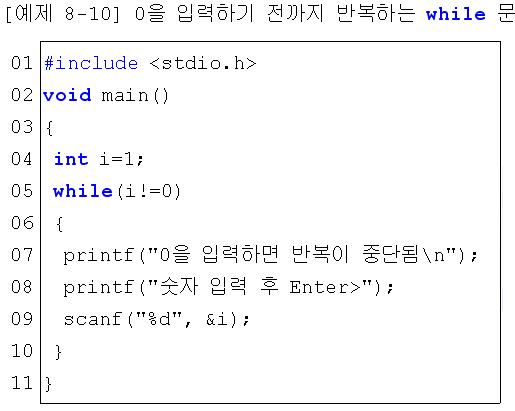 [예제 8-10] 0을 입력하기 전까지 반복하는 while 문
01 #include <stdio.h>
02 void main()
03 {
04 int i=1;
05 while(i!=0)
06 {
07 printf("0을 입력하면 반복이 중단됨\n");
08 printf("숫자 입력 후 Enter>");
09 scanf("%d", &i);
10 }
11 }